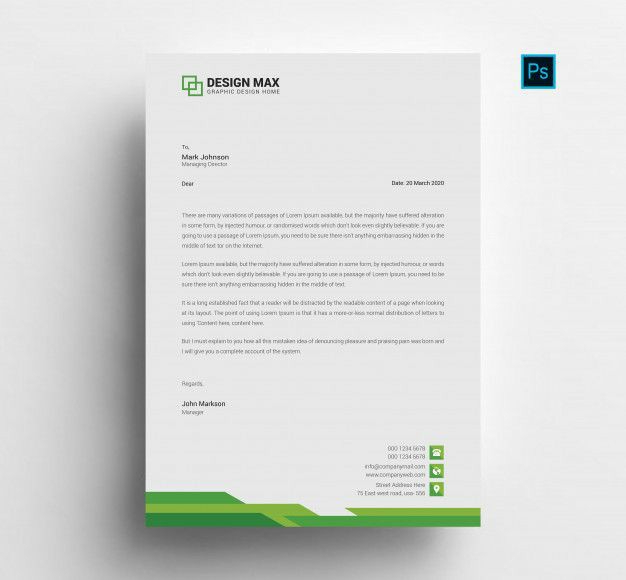 DESIGN MAX
GRAPHIC DESIGN HOME
Ps
To,
Mark Johnson
Managing Director
Dear
Date: 20 March 2020
There are many variations of passages of Lorem Ipsum available, but the majority have suffered alteration
in some form, by injected humour, or randomised words which don't look even slightly believable. If you are
going to use a passage of Lorem Ipsum, you need to be sure there isn't anything embarrassing hidden in the
middle of text tor on the Internet.
Lorem Ipsum available, but the majority have suffered alteration in some form, by injected humour, or words
which don't look even slightly believable. If you are going to use a passage of Lorem Ipsum, you need to be
sure there isn't anything embarrassing hidden in the middle of text.
It is a long established fact that a reader will be distracted by the readable content of a page when looking
at its layout. The point of using Lorem Ipsum is that it has a more-or-less normal distribution of letters to
using 'Content here, content here.
But I must explain to you how all this mistaken idea of denouncing pleasure and praising pain was born and
I will give you a complete account of the system.
Regards,
John Markson
Manager
000 1234 5678
000 1234 5678
info@companymail.com
www.companyweb.com
Street Address Here
75 East west road, usa- 556